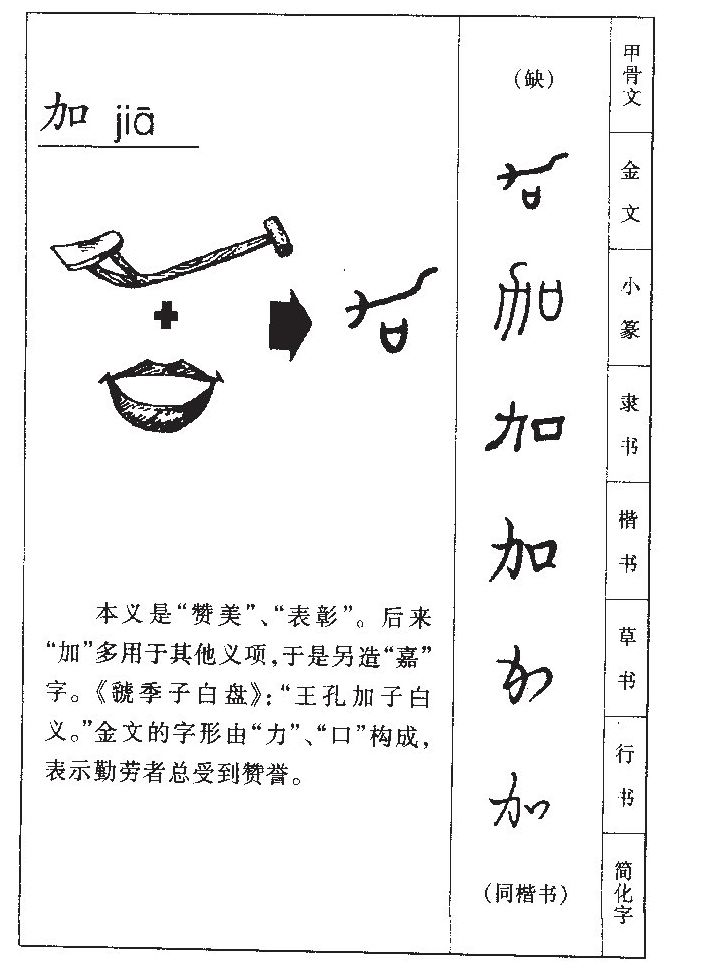 加 jiā
本义是“赞美”、“表彰”。后来
“加”多用于其他义项,于是另造“嘉”
字。《虢季子白盘》:“王孔加子白
义。”金文的字形由“力”、“口”构成,
表示勤劳者总受到赞誉。
(缺)
甲骨文
加
金文
加
小篆
加
隶书
加
楷书
加
草书
加
行书
(同楷书)
简化字